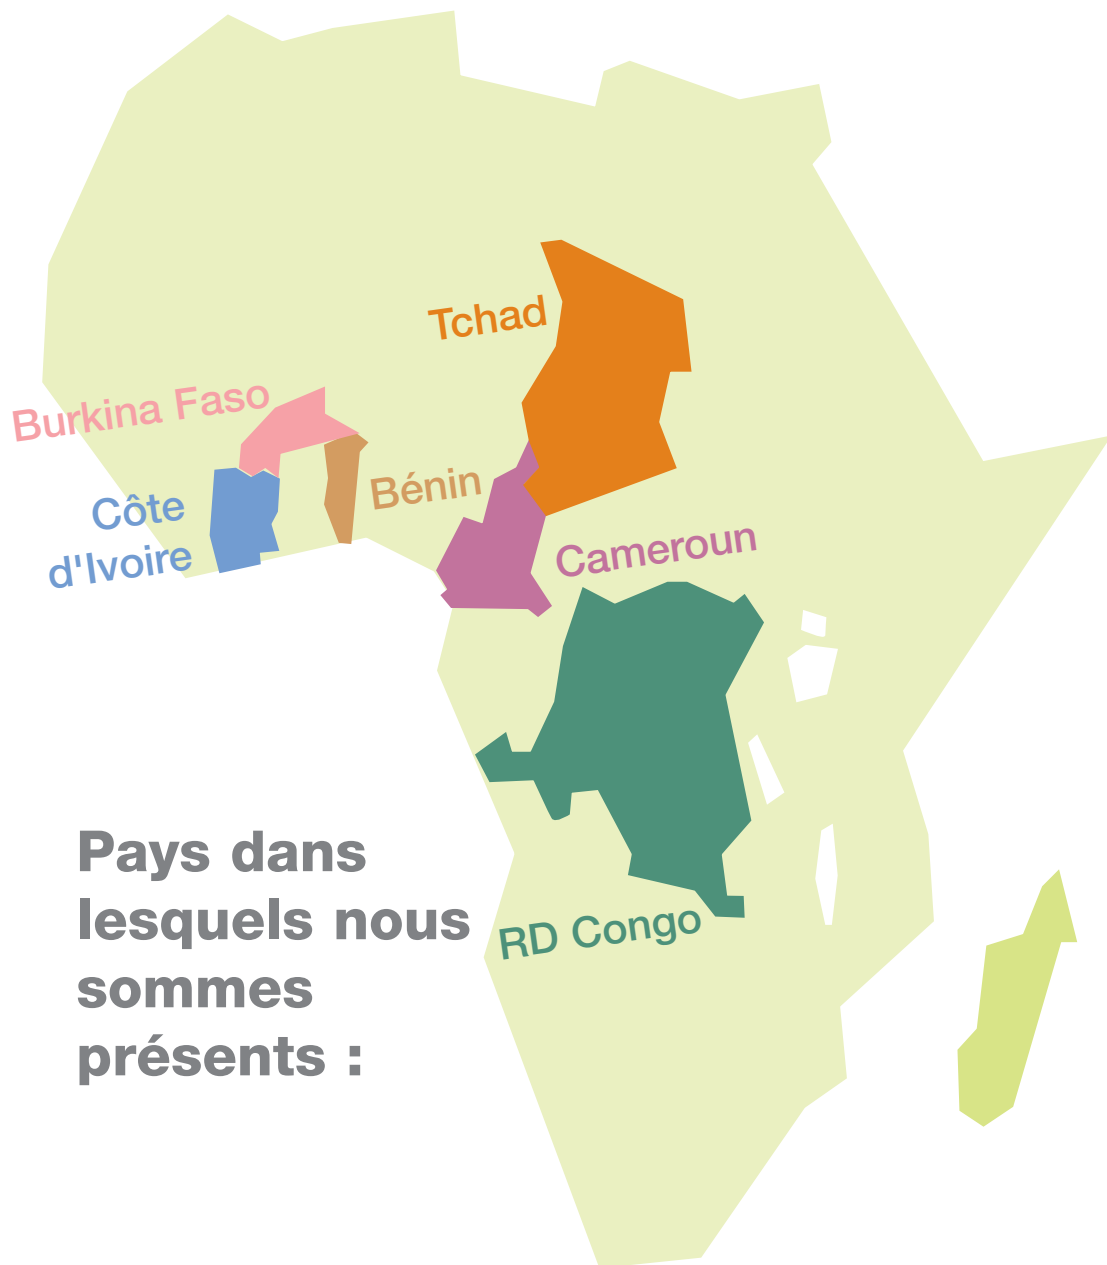 Tchad
Burkina Faso
Bénin
Côte
d'Ivoire
Cameroun
RD Congo
Pays dans
lesquels nous
sommes
présents :